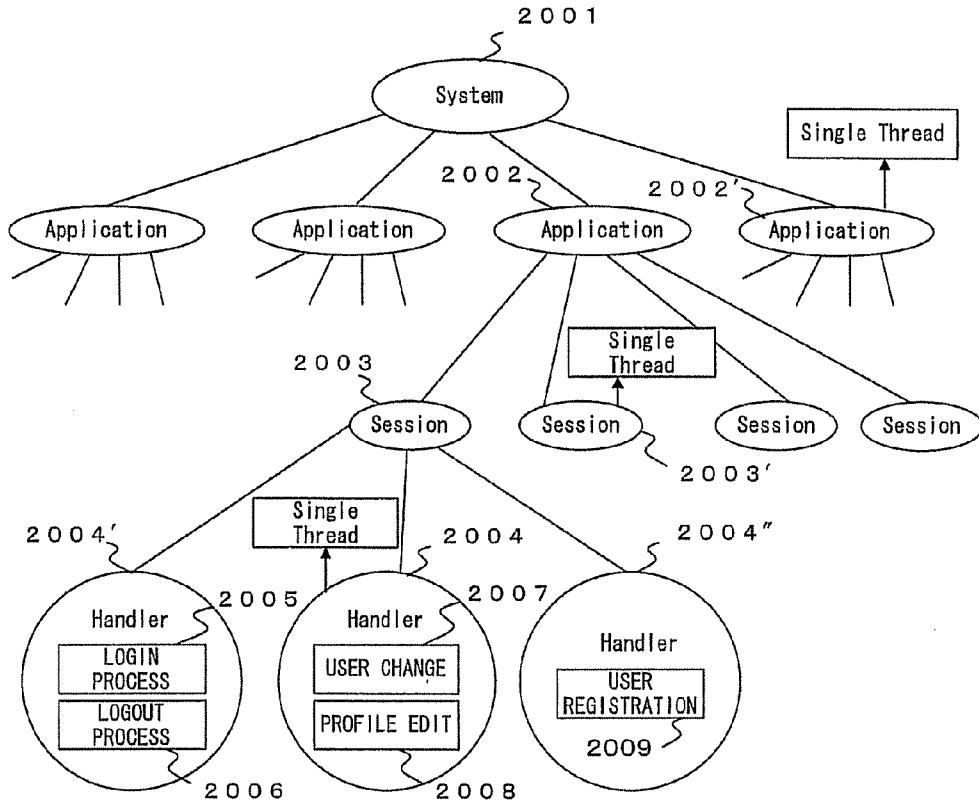 2001
System
Single Thread
2002
2002'
Application
Application
Application
Application
Single
Thread
2003
Session
Session
Session
Session
2003'
Single
Thread
2004'
2004
2004"
2005
2007
Handler
Handler
Handler
LOGIN
PROCESS
USER CHANGE
USER
REGISTRATION
LOGOUT
PROCESS
PROFILE EDIT
2009
2006
2008